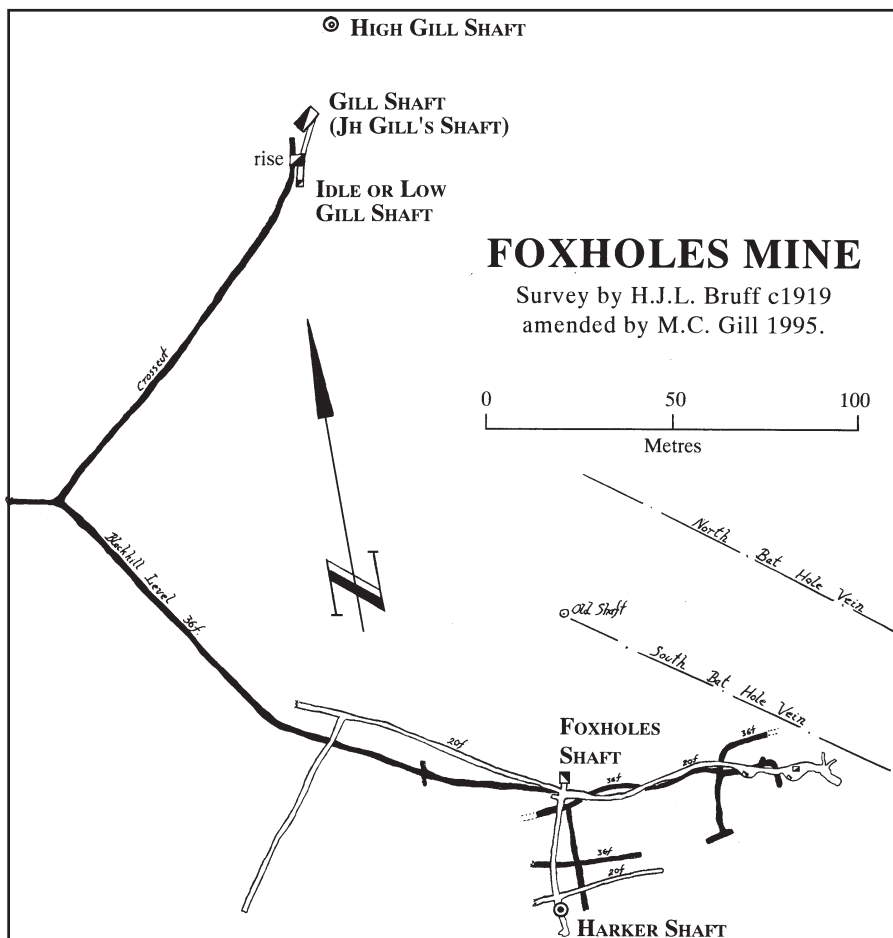 HIGH GILL SHAFT
GILL SHAFT
(JH GILL'S SHAFT)
rise
IDLE OR LOW
GILL SHAFT
FOXHOLES MINE
Survey by H.J.L. Bruff c1919
amended by M.C. Gill 1995.
Crosscut
0 50 100
Metres
North Bat Hole Vein
Blackhill Level 36f.
Old Shaft
South Bat Hole Vein
N
FOXHOLES
SHAFT
20f
36f
20f
36f
36f
20f
HARKER SHAFT